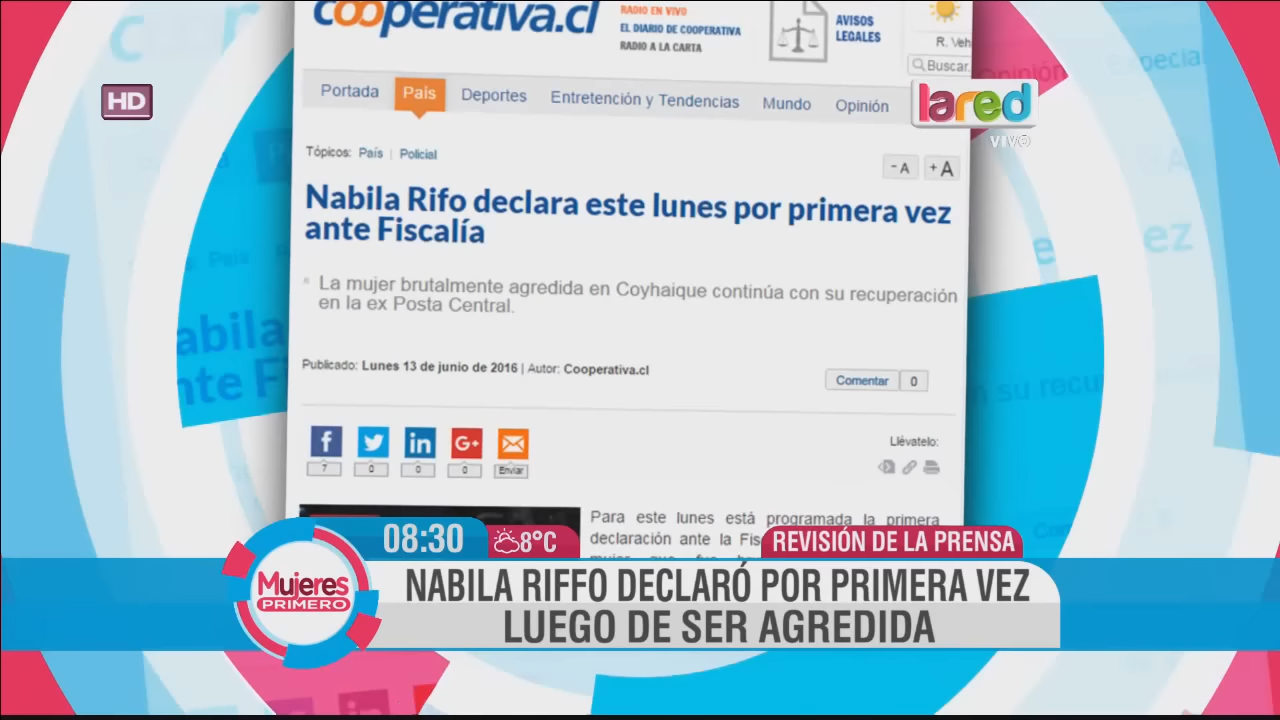 cooperativa.cl
RADIO EN VIVO
EL DIARIO DE COOPERATIVA
RADIO A LA CARTA
AVISOS
LEGALES
R. Veh
Buscar.
HD
Portada País Deportes Entretención y Tendencias Mundo Opinión
lared
VIVO
Tópicos: País | Policial
- A + A
Nabila Rifo declara este lunes por primera vez
ante Fiscalía
La mujer brutalmente agredida en Coyhaique continúa con su recuperación
en la ex Posta Central.
Publicado: Lunes 13 de junio de 2016 | Autor: Cooperativa.cl
Comentar 0
Llévatelo:
f in G+
7 0 0 0 Enviar
Para este lunes está programada la primera
declaración ante la Fis
08:30 8°C
REVISIÓN DE LA PRENSA
Mujeres
PRIMERO
NABILA RIFFO DECLARÓ POR PRIMERA VEZ
LUEGO DE SER AGREDIDA